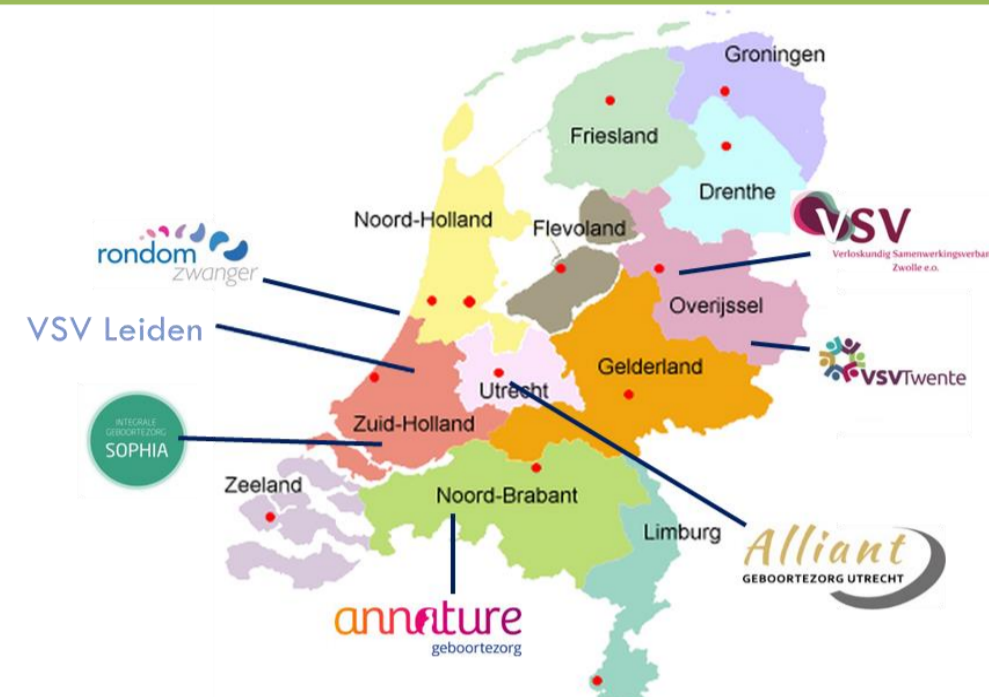 Groningen
Friesland
Drenthe
Noord-Holland
Flevoland
VSV
Verloskundig Samenwerkingsverban
Zwolle e.o.
rondom
zwanger
Overijssel
VSV Leiden
Gelderland
VSVTwente
Utrecht
INTEGRALE
GEBOORTEZORG
SOPHIA
Zuid-Holland
Zeeland
Noord-Brabant
Limburg
Alliant
GEBOORTEZORG UTRECHT
annature
geboortezorg